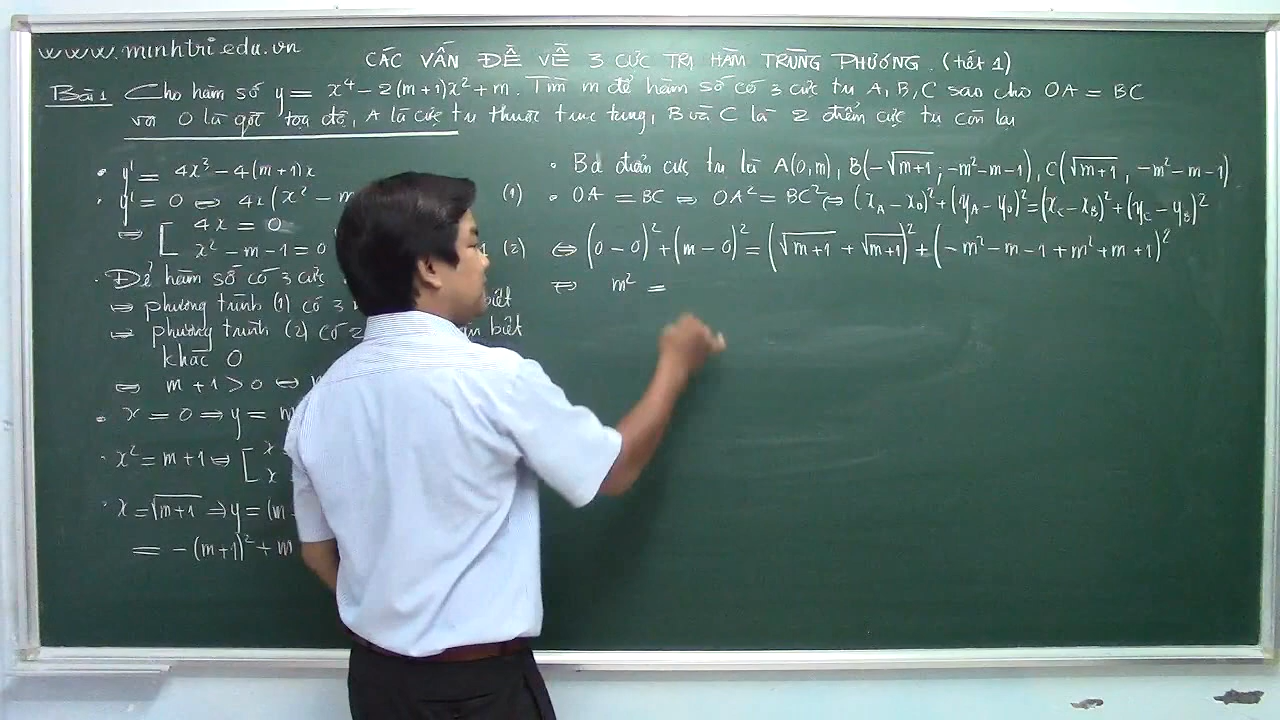 www.minhtri.edu.vn
CÁC VẤN ĐỀ VỀ 3 CỰC TRỊ HÀM TRÙNG PHƯƠNG. (tiết 1)
Bài 1 Cho hàm số y = x⁴ - 2(m+1)x² + m. Tìm m để hàm số có 3 cực trị A, B, C sao cho OA = BC
với O là gốc tọa độ, A là cực trị thuộc trục tung, B và C là 2 điểm cực trị còn lại
• y' = 4x³ - 4(m+1)x
• y' = 0 ⇔ 4x(x² - m (1)
⇔ [ 4x = 0
x² - m - 1 = 0 (2)
• Để hàm số có 3 cực
⇔ phương trình (1) có 3 biệt
⇔ phương trình (2) có 2 biệt
khác 0
⇔ m + 1 > 0 ⇔
• x = 0 ⇒ y = m
• x² = m+1 ⇒ [ x
x
• x = √(m+1) ⇒ y = (m
= -(m+1)² + m
• Ba điểm cực trị là A(0, m), B(-√(m+1); -m²-m-1), C(√(m+1), -m²-m-1)
• OA = BC ⇔ OA² = BC² ⇔ (x_A - x_O)² + (y_A - y_O)² = (x_C - x_B)² + (y_C - y_B)²
⇔ (0 - 0)² + (m - 0)² = (√(m+1) + √(m+1))² + (-m² - m - 1 + m² + m + 1)²
⇔ m² =